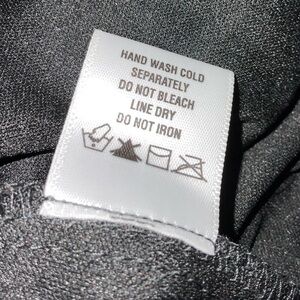 HAND WASH COLD
SEPARATELY
DO NOT BLEACH
LINE DRY
DO NOT IRON